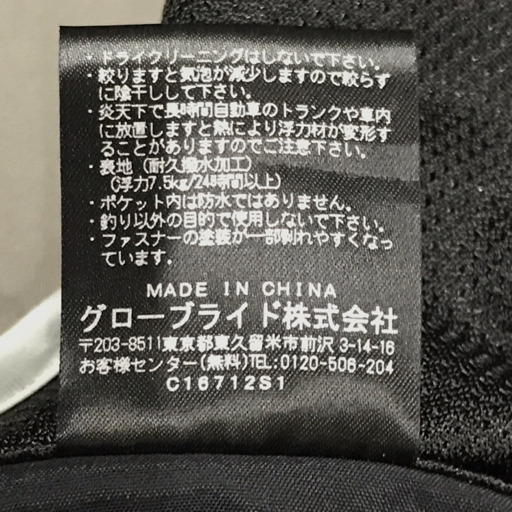 ・ドライクリーニングはしないで下さい。
・絞りますと気泡が減少しますので絞らず
に陰干しして下さい。
・炎天下で長時間自動車のトランクや車内
に放置しますと熱により浮力材が変形す
ることがありますのでご注意下さい。
・表地(耐久撥水加工)
(浮力7.5kg/24時間以上)
・ポケット内は防水ではありません。
・釣り以外の目的で使用しないで下さい。
・ファスナーの塗装が一部剥れやすくなっ
ています。
MADE IN CHINA
グローブライド株式会社
〒203-8511東京都東久留米市前沢3-14-16
お客様センター(無料)TEL:0120-506-204
C16712S1